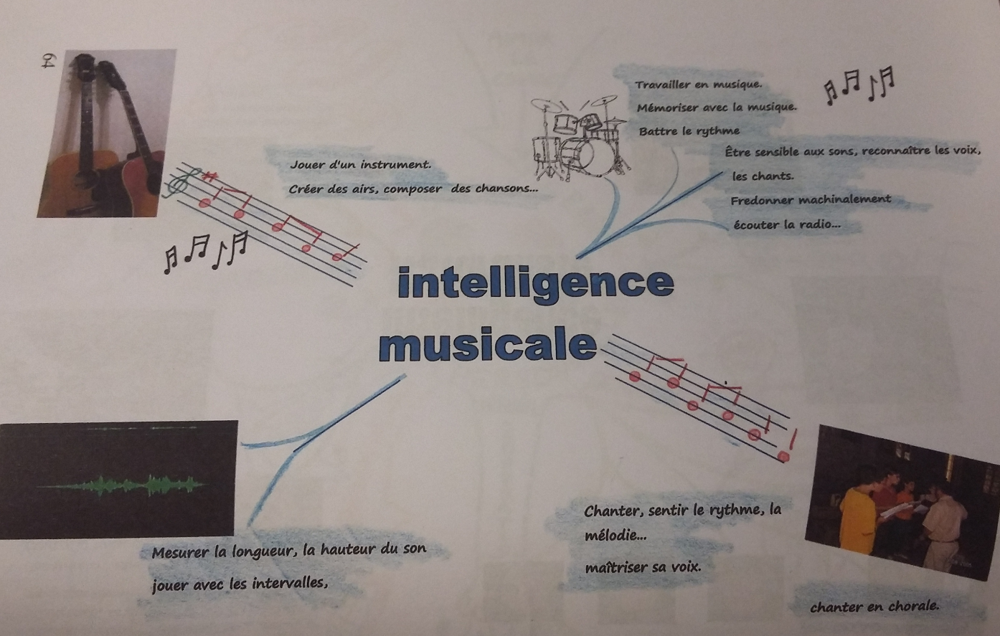 64
Travailler en musique.
Mémoriser avec la musique.
Battre le rythme
Être sensible aux sons, reconnaître les voix,
les chants.
Fredonner machinalement
écouter la radio...
Jouer d'un instrument.
Créer des airs, composer des chansons...
intelligence
musicale
Mesurer la longueur, la hauteur du son
jouer avec les intervalles,
Chanter, sentir le rythme, la
mélodie...
maîtriser sa voix.
chanter en chorale.